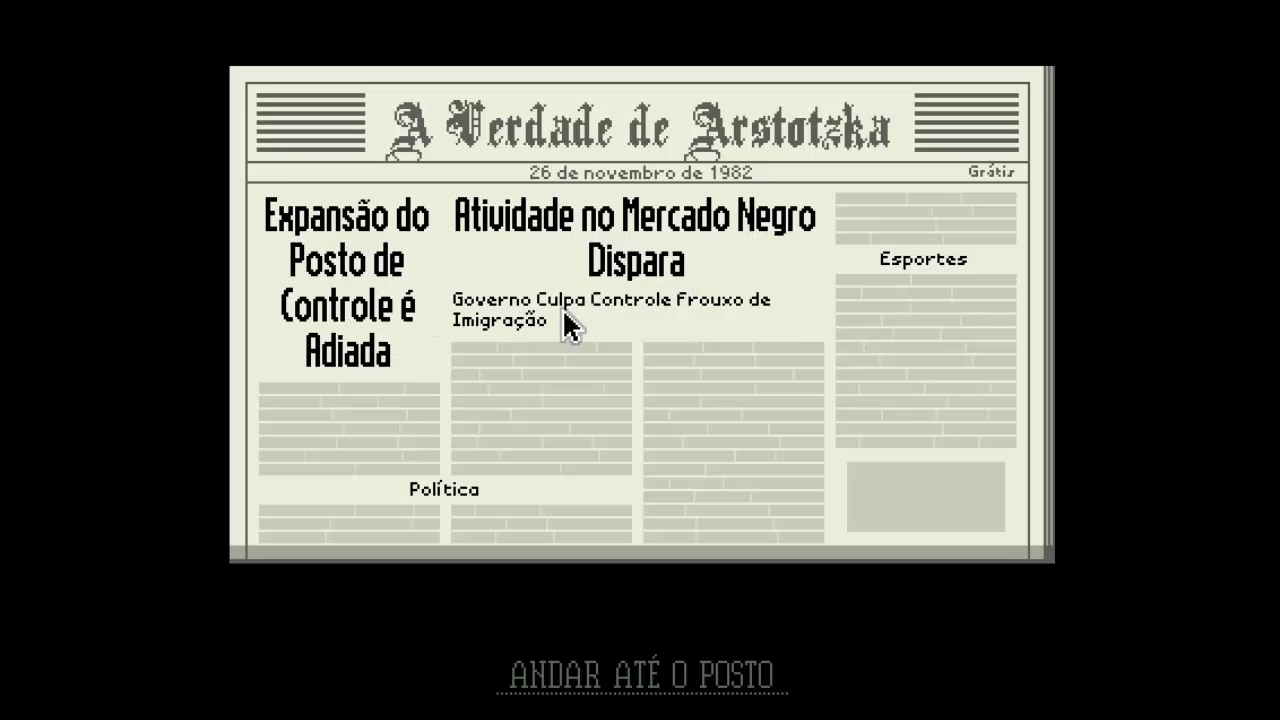 A Verdade de Arstotzka
26 de novembro de 1982
Grátis
Expansão do
Posto de
Controle é
Adiada
Atividade no Mercado Negro
Dispara
Governo Culpa Controle Frouxo de
Imigração
Esportes
Política
ANDAR ATÉ O POSTO